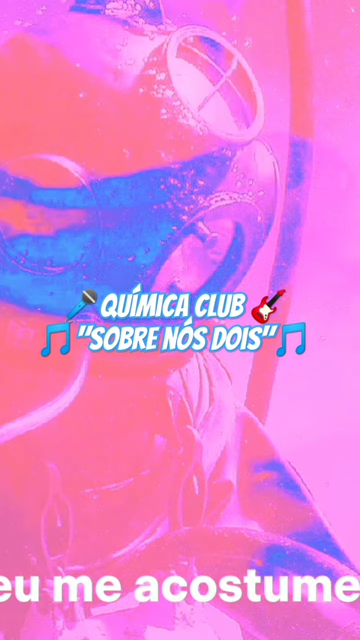 🎤 QUÍMICA CLUB 🎸
🎵 "SOBRE NÓS DOIS" 🎵
eu me acostume